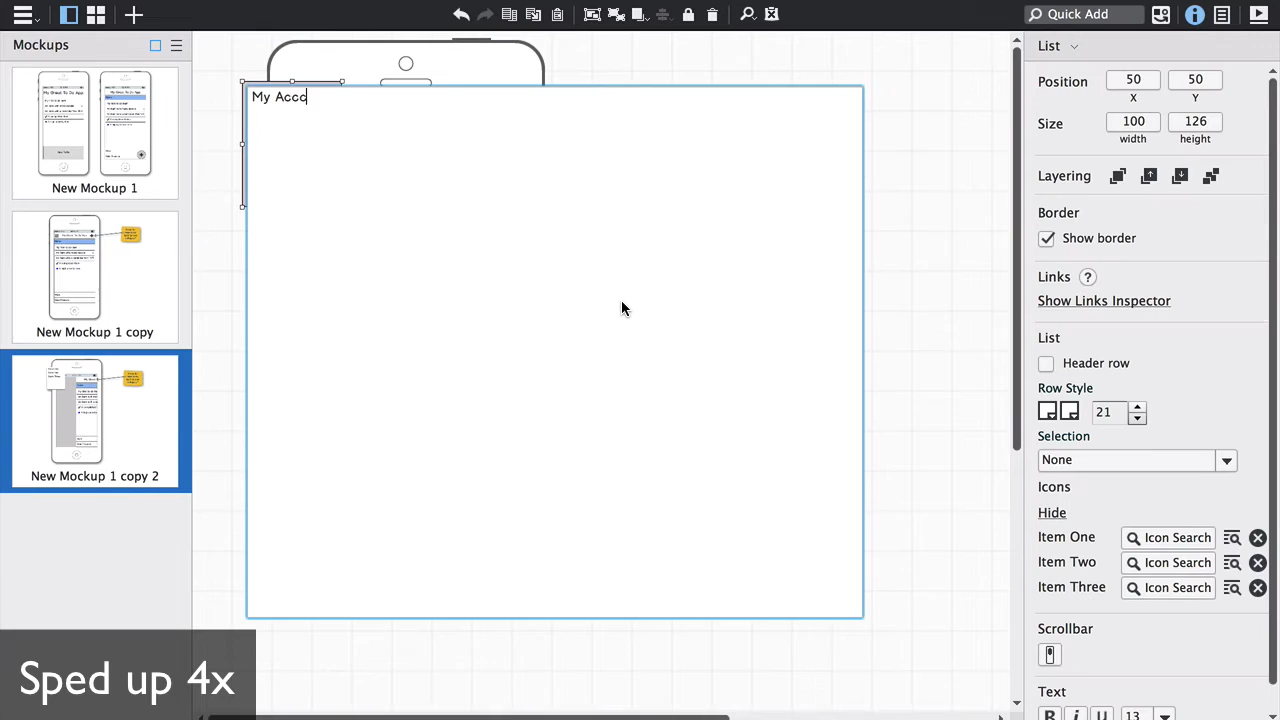 Quick Add
Mockups
New Mockup 1
New Mockup 1 copy
New Mockup 1 copy 2
My Accc
List
Position
50
50
X
Y
Size
100
126
width
height
Layering
Border
Show border
Links ?
Show Links Inspector
List
Header row
Row Style
21
Selection
None
Icons
Hide
Item One
Icon Search
Item Two
Icon Search
Item Three
Icon Search
Scrollbar
Text
B i U 13
Sped up 4x